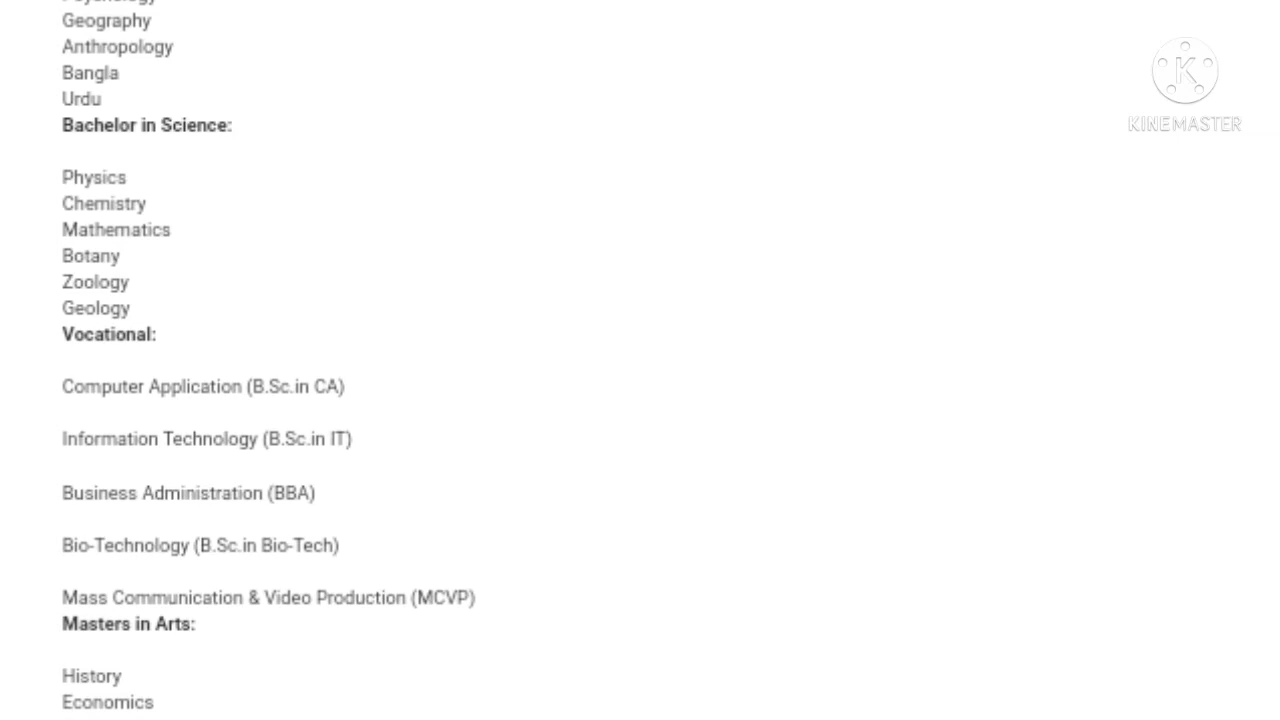 Psychology
Geography
Anthropology
Bangla
Urdu
Bachelor in Science:
Physics
Chemistry
Mathematics
Botany
Zoology
Geology
Vocational:
Computer Application (B.Sc.in CA)
Information Technology (B.Sc.in IT)
Business Administration (BBA)
Bio-Technology (B.Sc.in Bio-Tech)
Mass Communication & Video Production (MCVP)
Masters in Arts:
History
Economics
K
KINEMASTER